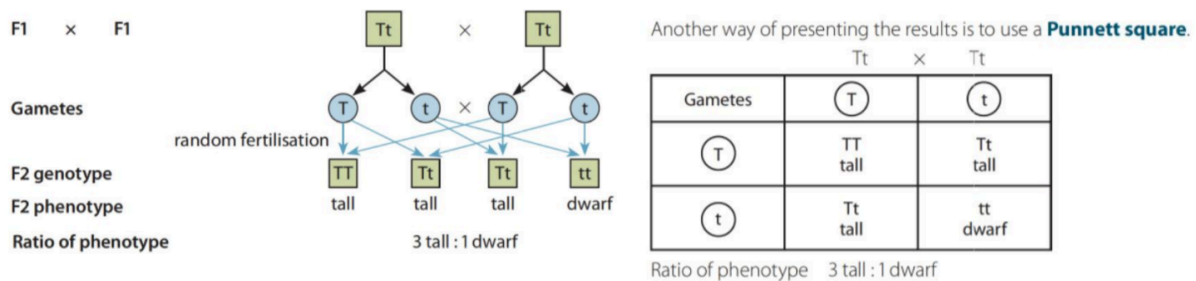 F1 × F1
Tt × Tt
Gametes
T t × T t
random fertilisation
F2 genotype
TT Tt Tt tt
F2 phenotype
tall tall tall dwarf
Ratio of phenotype
3 tall : 1 dwarf
Another way of presenting the results is to use a Punnett square.
Tt × Tt
Gametes T t
T TT Tt
tall tall
t Tt tt
tall dwarf
Ratio of phenotype 3 tall : 1 dwarf